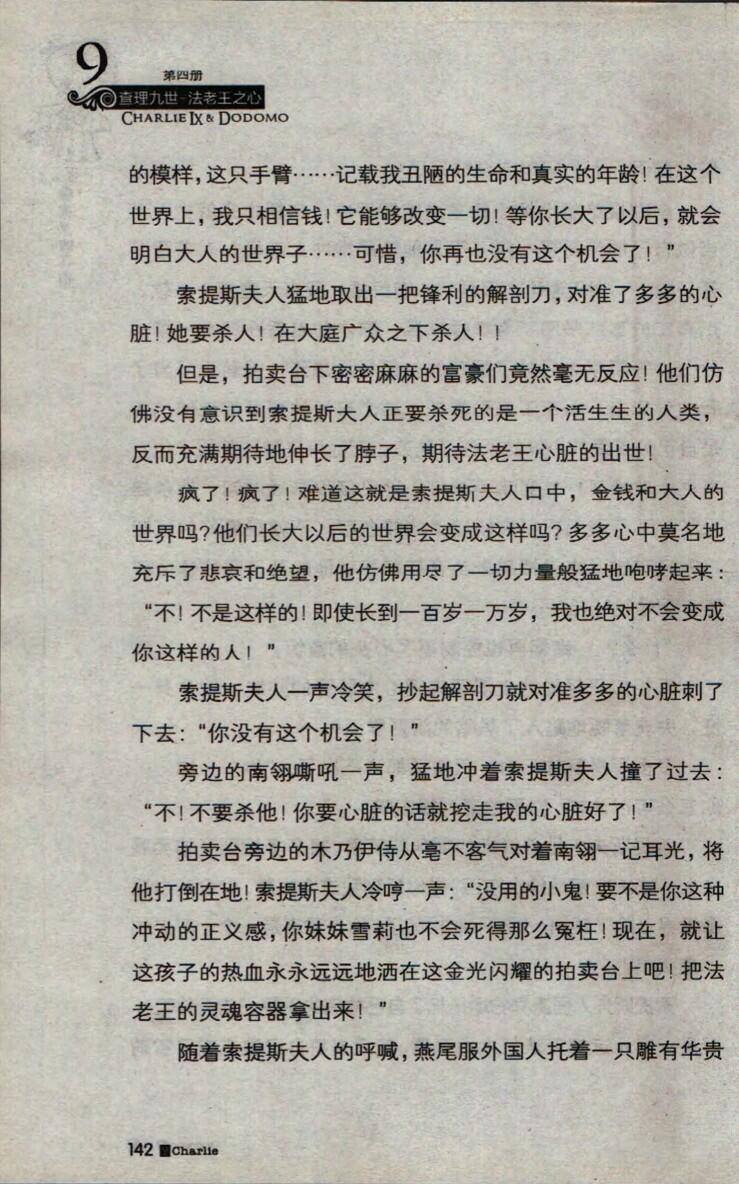 9
第四册
查理九世-法老王之心
CHARLIE IX & DODOMO
的模样，这只手臂……记载我丑陋的生命和真实的年龄！在这个
世界上，我只相信钱！它能够改变一切！等你长大了以后，就会
明白大人的世界子……可惜，你再也没有这个机会了！”
索提斯夫人猛地取出一把锋利的解剖刀，对准了多多的心
脏！她要杀人！在大庭广众之下杀人！！
但是，拍卖台下密密麻麻的富豪们竟然毫无反应！他们仿
佛没有意识到索提斯大人正要杀死的是一个活生生的人类，
反而充满期待地伸长了脖子，期待法老王心脏的出世！
疯了！疯了！难道这就是索提斯夫人口中，金钱和大人的
世界吗？他们长大以后的世界会变成这样吗？多多心中莫名地
充斥了悲哀和绝望，他仿佛用尽了一切力量般猛地咆哮起来：
“不！不是这样的！即使长到一百岁一万岁，我也绝对不会变成
你这样的人！”
索提斯夫人一声冷笑，抄起解剖刀就对准多多的心脏刺了
下去：“你没有这个机会了！”
旁边的南翎嘶吼一声，猛地冲着索提斯夫人撞了过去：
“不！不要杀他！你要心脏的话就挖走我的心脏好了！”
拍卖台旁边的木乃伊侍从毫不客气对着南翎一记耳光，将
他打倒在地！索提斯夫人冷哼一声：“没用的小鬼！要不是你这种
冲动的正义感，你妹妹雪莉也不会死得那么冤枉！现在，就让
这孩子的热血永永远远地洒在这金光闪耀的拍卖台上吧！把法
老王的灵魂容器拿出来！”
随着索提斯夫人的呼喊，燕尾服外国人托着一只雕有华贵
142 Charlie